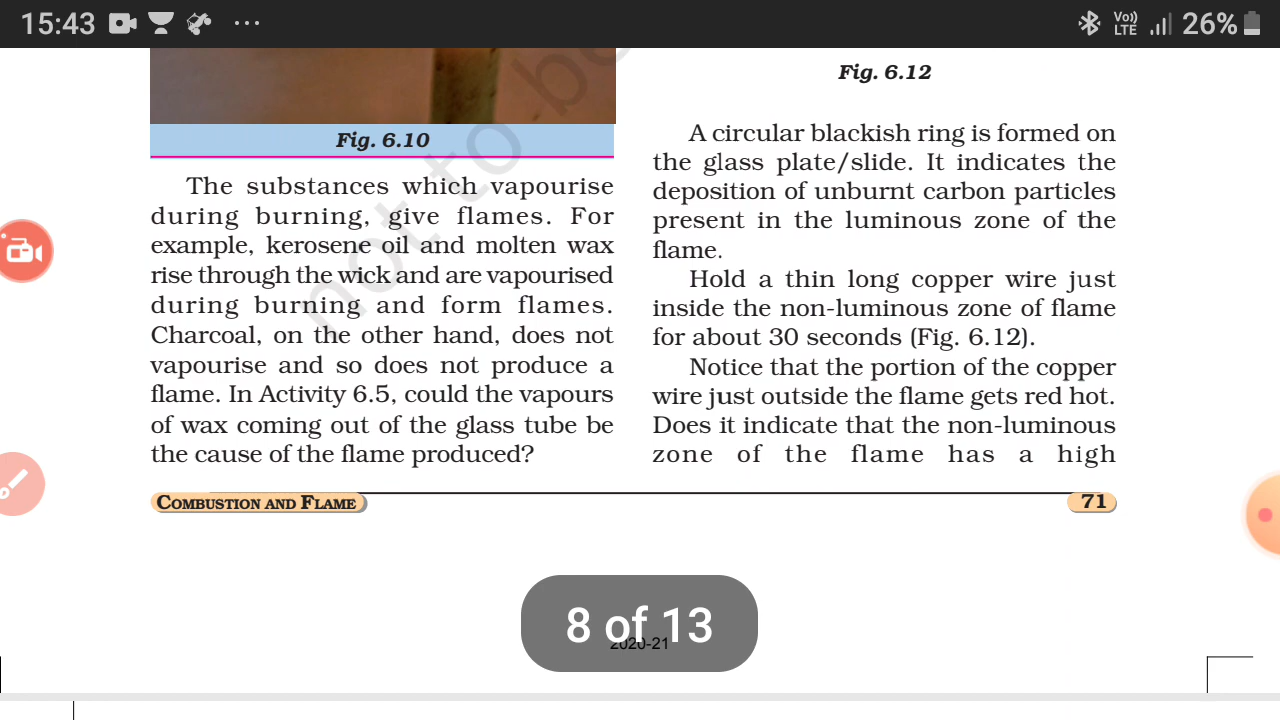 15:43
Vo))
LTE
26%
Fig. 6.10
not to be
The substances which vapourise
during burning, give flames. For
example, kerosene oil and molten wax
rise through the wick and are vapourised
during burning and form flames.
Charcoal, on the other hand, does not
vapourise and so does not produce a
flame. In Activity 6.5, could the vapours
of wax coming out of the glass tube be
the cause of the flame produced?
Fig. 6.12
A circular blackish ring is formed on
the glass plate/slide. It indicates the
deposition of unburnt carbon particles
present in the luminous zone of the
flame.
Hold a thin long copper wire just
inside the non-luminous zone of flame
for about 30 seconds (Fig. 6.12).
Notice that the portion of the copper
wire just outside the flame gets red hot.
Does it indicate that the non-luminous
zone of the flame has a high
COMBUSTION AND FLAME
71
8 of 13
2020-21